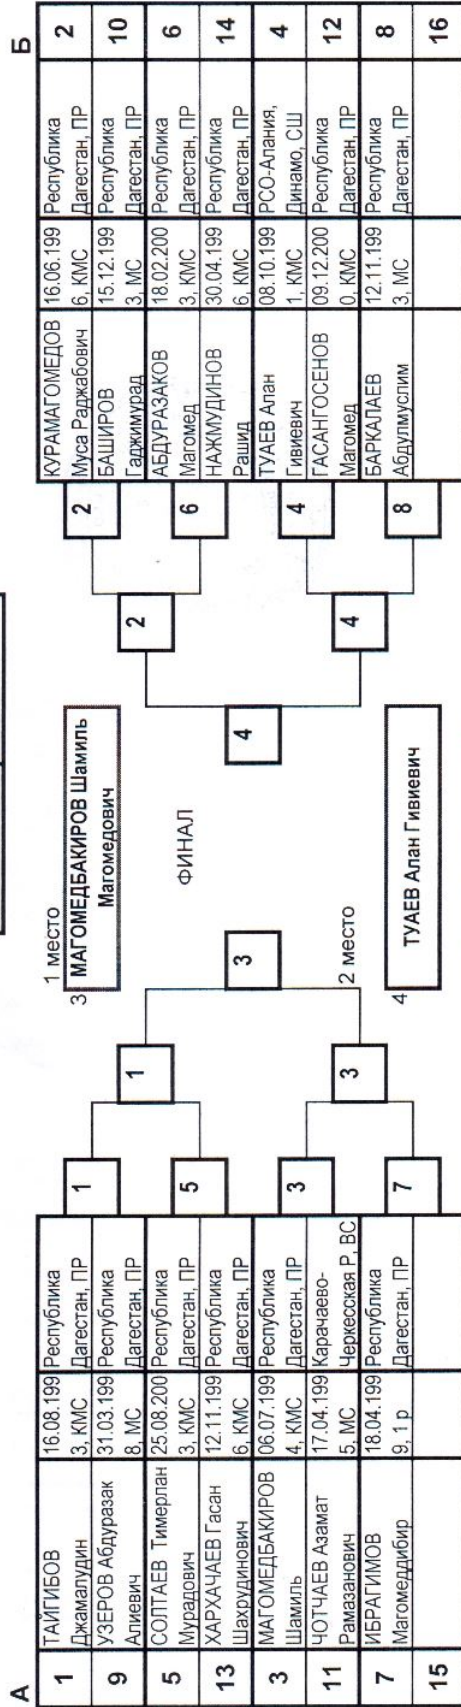 А
1 ТАЙГИБОВ Джамалудин 16.08.199 3, КМС Республика Дагестан, ПР
9 УЗЕРОВ Абдуразак Алиевич 31.03.199 8, МС Республика Дагестан, ПР
5 СОЛТАЕВ Тимерлан Мурадович 25.08.200 3, КМС Республика Дагестан, ПР
13 ХАРХАЧАЕВ Гасан Шахрудинович 12.11.199 6, КМС Республика Дагестан, ПР
3 МАГОМЕДБАКИРОВ Шамиль 06.07.199 4, КМС Республика Дагестан, ПР
11 ЧОТЧАЕВ Азамат Рамазанович 17.04.199 5, МС Карачаево-Черкесская Р, ВС
7 ИБРАГИМОВ Магомеддибир 18.04.199 9, 1 р Республика Дагестан, ПР
15
1
5
3
7
1
3
3
1 место
3 МАГОМЕДБАКИРОВ Шамиль
Магомедович
ФИНАЛ
2 место
4 ТУАЕВ Алан Гивиевич
4
2
4
2
6
4
8
Б
КУРАМАГОМЕДОВ Муса Раджабович 16.06.199 6, КМС Республика Дагестан, ПР 2
БАШИРОВ Гаджимурад 15.12.199 3, МС Республика Дагестан, ПР 10
АБДУРАЗАКОВ Магомед 18.02.200 3, КМС Республика Дагестан, ПР 6
НАЖМУДИНОВ Рашид 30.04.199 6, КМС Республика Дагестан, ПР 14
ТУАЕВ Алан Гивиевич 08.10.199 1, КМС РСО-Алания, Динамо, СШ 4
ГАСАНГОСЕНОВ Магомед 09.12.200 0, КМС Республика Дагестан, ПР 12
БАРКАЛАЕВ Абдулмуслим 12.11.199 3, МС Республика Дагестан, ПР 8
16